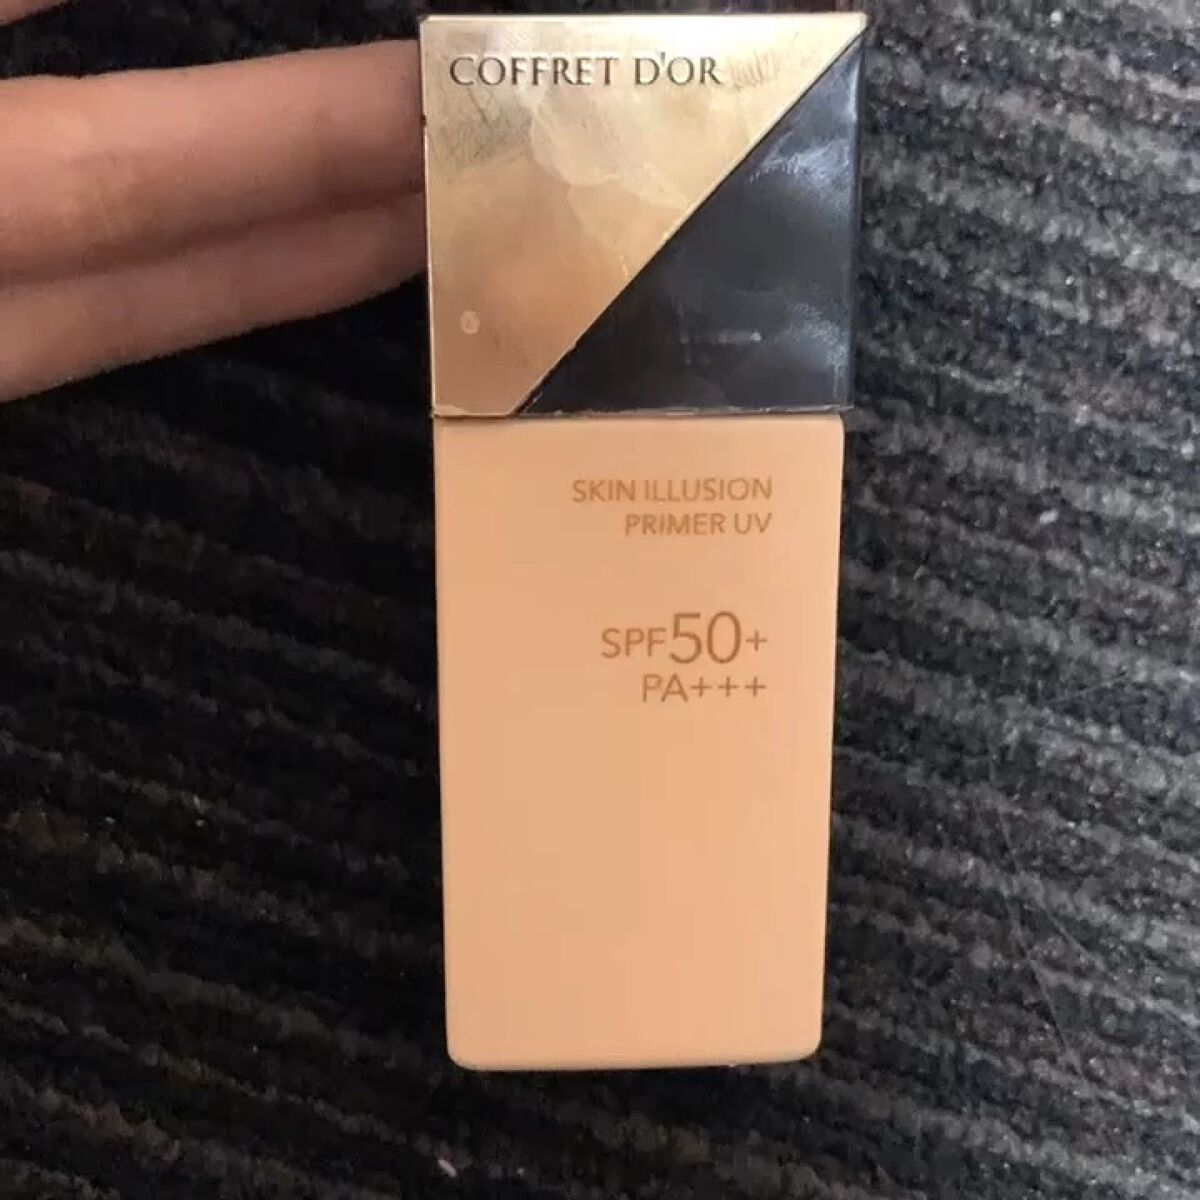 COFFRET D'OR
SKIN ILLUSION
PRIMER UV
SPF50+
PA+++